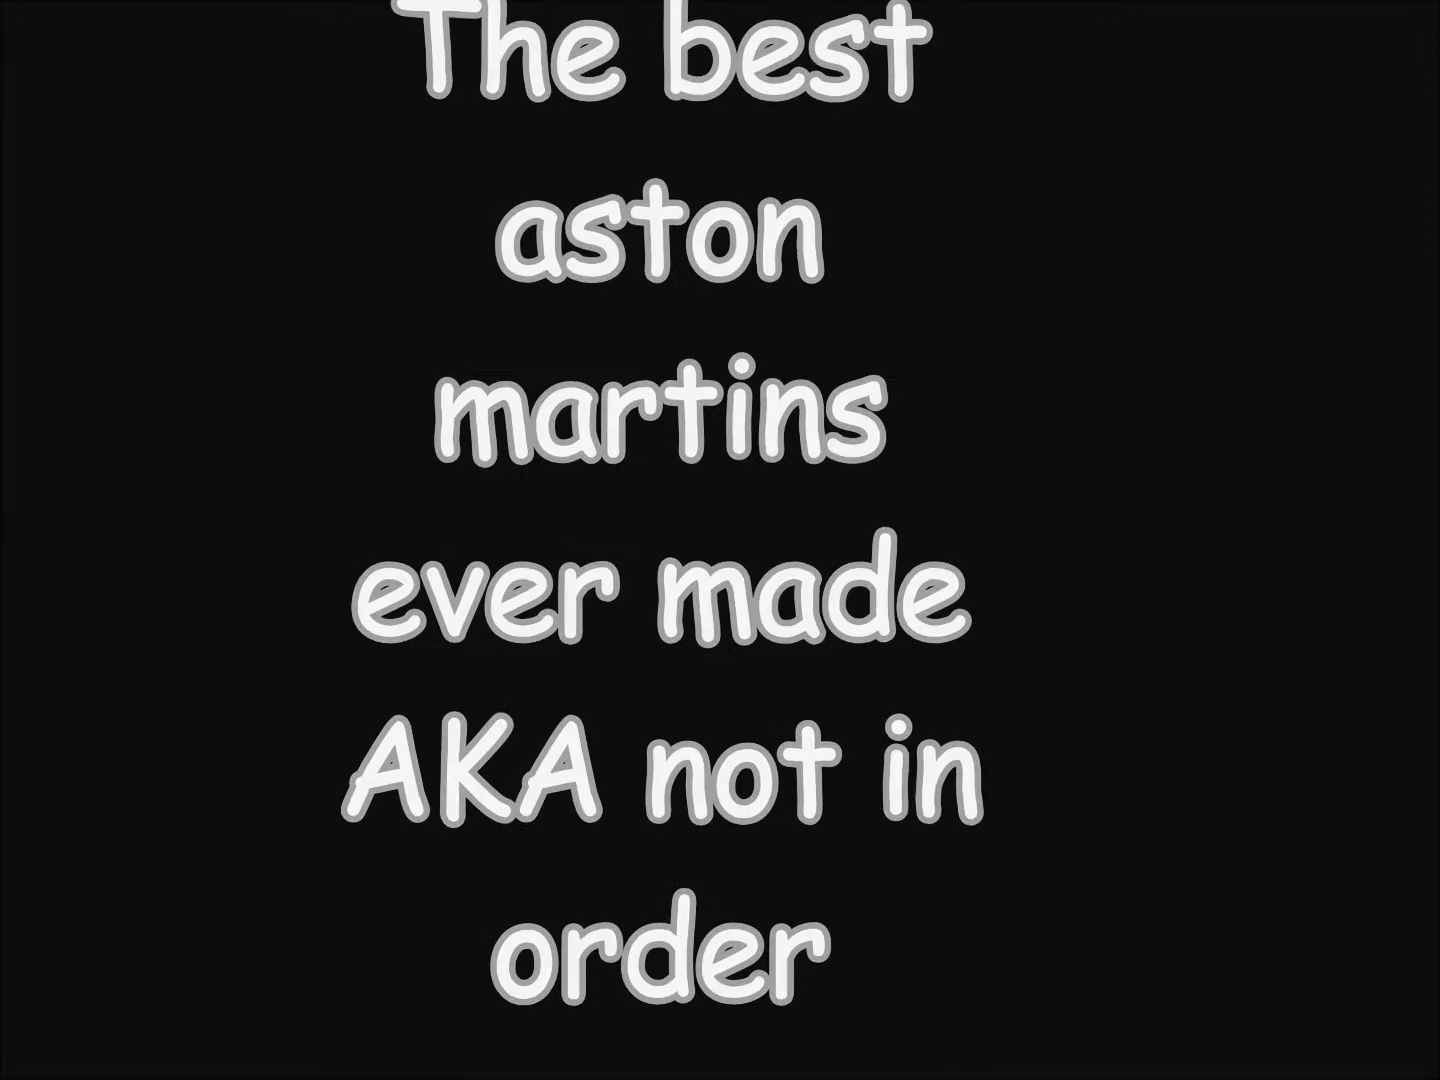 The best
aston
martins
ever made
AKA not in
order